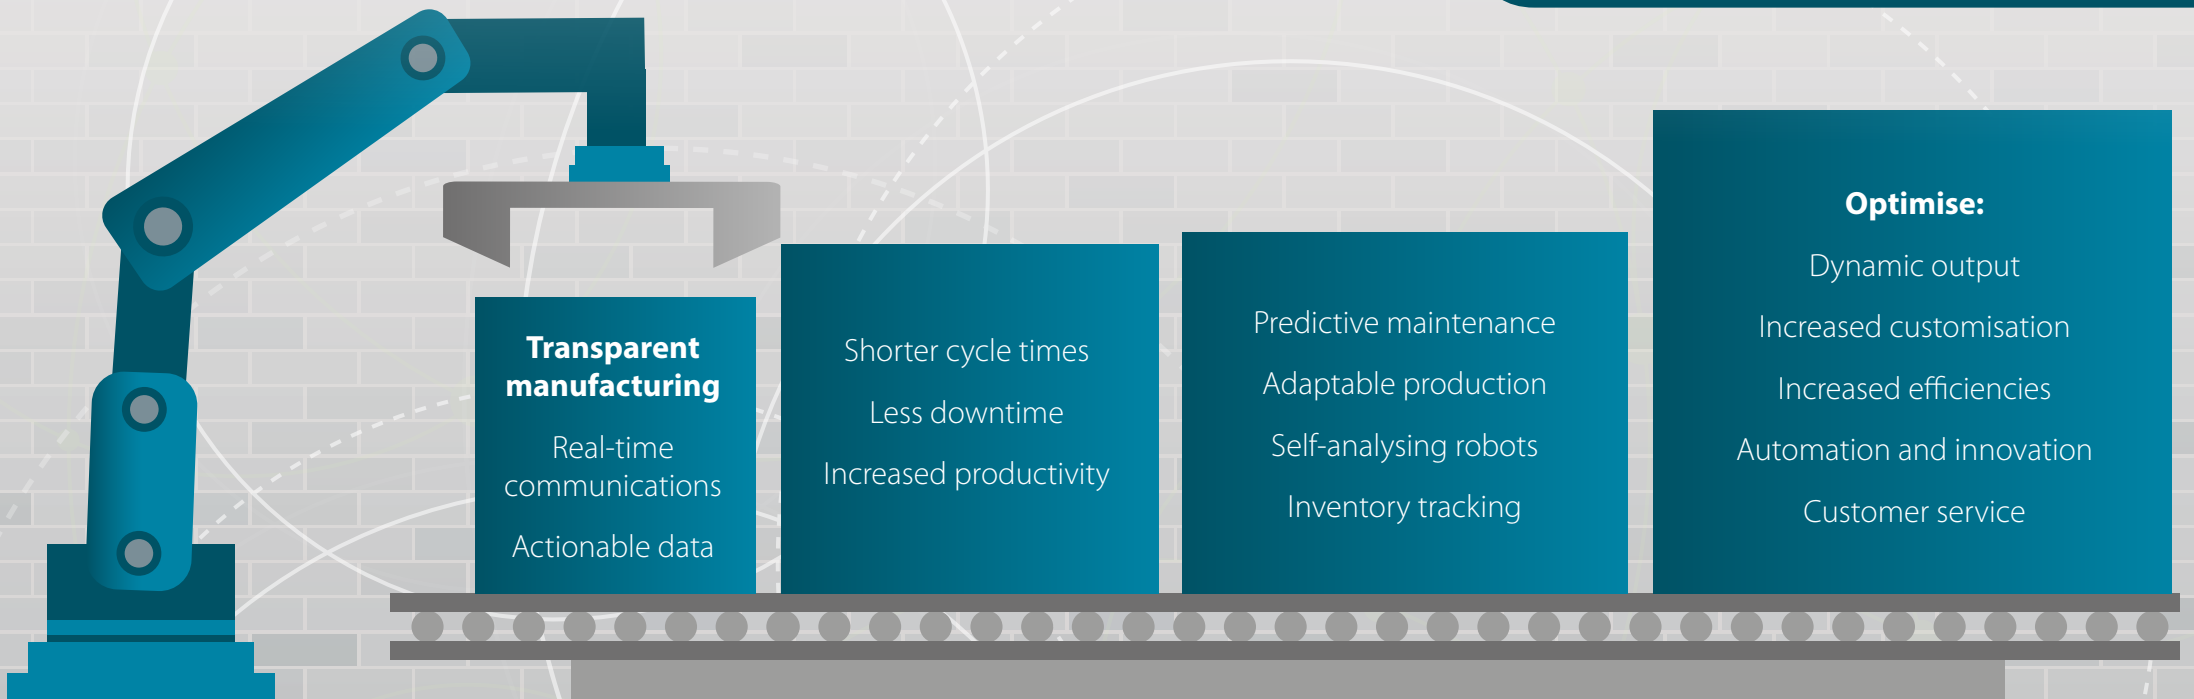 Transparent
manufacturing
Real-time
communications
Actionable data
Shorter cycle times
Less downtime
Increased productivity
Predictive maintenance
Adaptable production
Self-analysing robots
Inventory tracking
Optimise:
Dynamic output
Increased customisation
Increased efficiencies
Automation and innovation
Customer service